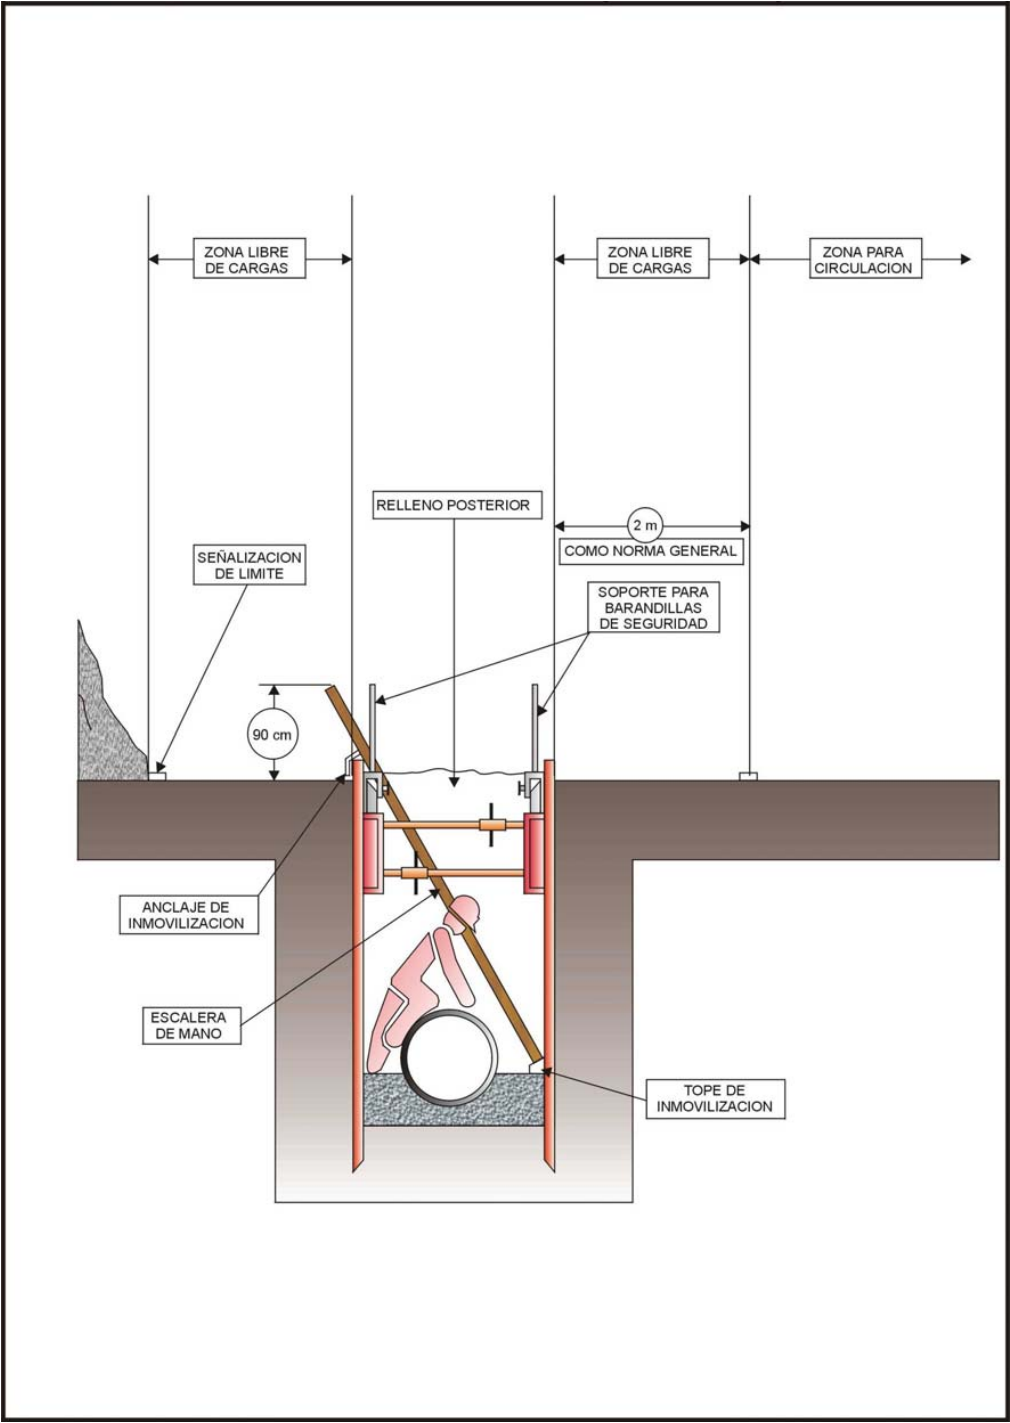 ZONA LIBRE
DE CARGAS
ZONA LIBRE
DE CARGAS
ZONA PARA
CIRCULACION
RELLENO POSTERIOR
2 m
COMO NORMA GENERAL
SEÑALIZACION
DE LIMITE
SOPORTE PARA
BARANDILLAS
DE SEGURIDAD
90 cm
ANCLAJE DE
INMOVILIZACION
ESCALERA
DE MANO
TOPE DE
INMOVILIZACION